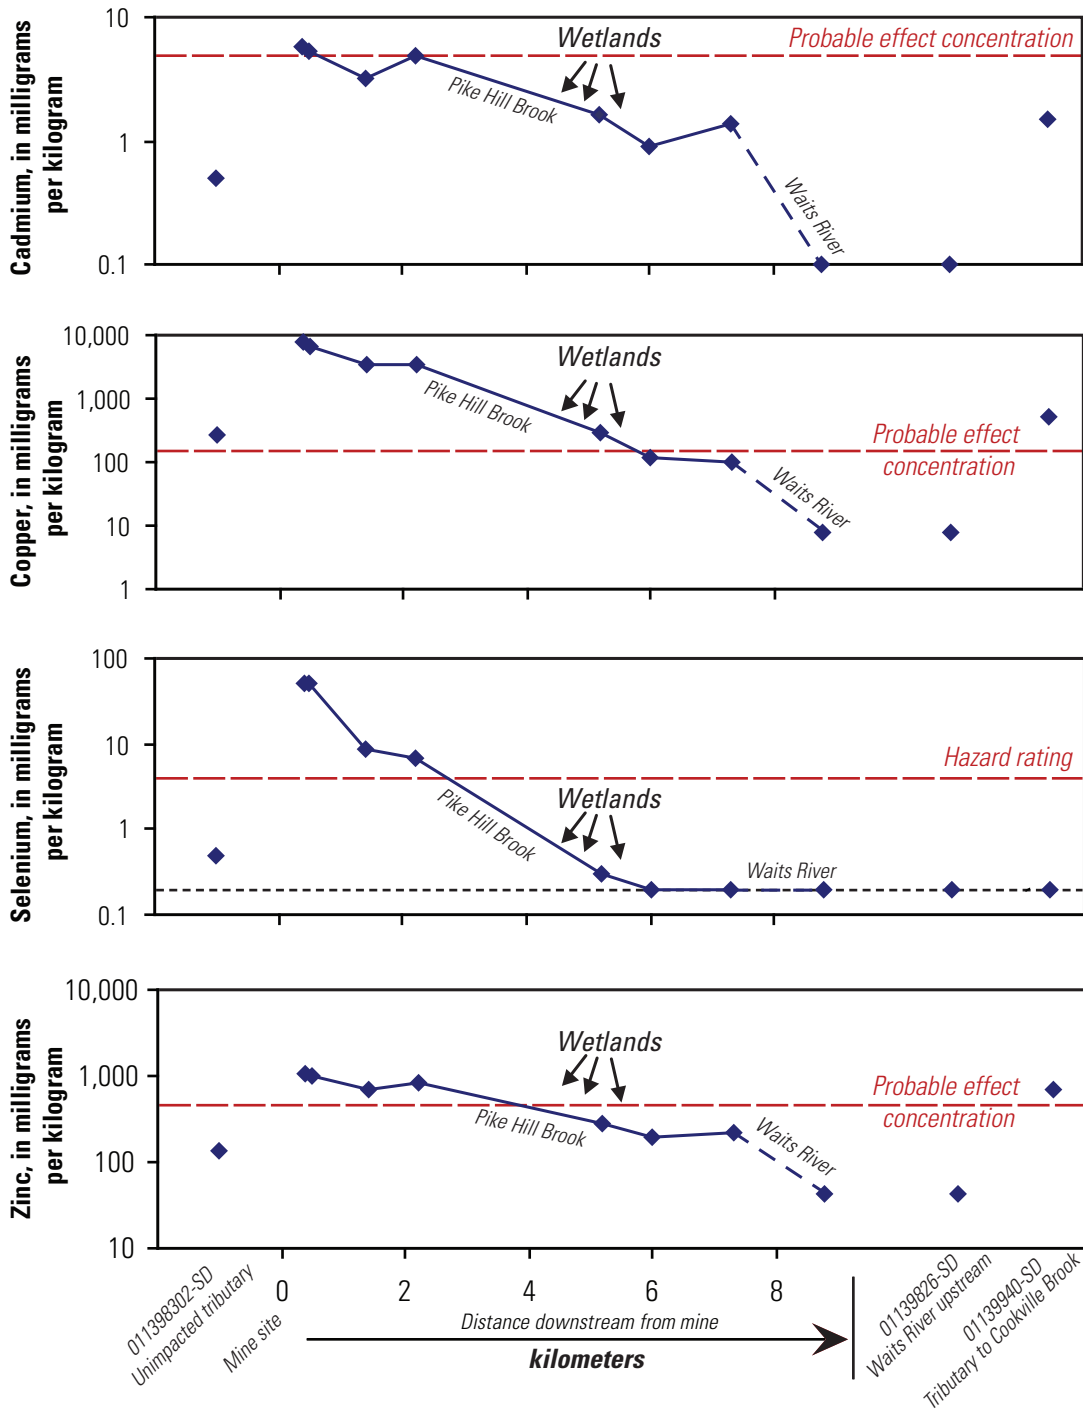 Cadmium, in milligrams
per kilogram
10
1
0.1
Wetlands
Probable effect concentration
Pike Hill Brook
Waits River
Copper, in milligrams
per kilogram
10,000
1,000
100
10
1
Wetlands
Pike Hill Brook
Probable effect
concentration
Waits River
Selenium, in milligrams
per kilogram
100
10
1
0.1
Hazard rating
Wetlands
Pike Hill Brook
Waits River
Zinc, in milligrams
per kilogram
10,000
1,000
100
10
Wetlands
Probable effect
concentration
Pike Hill Brook
Waits River
011398302-SD
Unimpacted tributary
Mine site
0
2
4
6
8
Distance downstream from mine
kilometers
01139826-SD
Waits River upstream
01139940-SD
Tributary to Cookville Brook